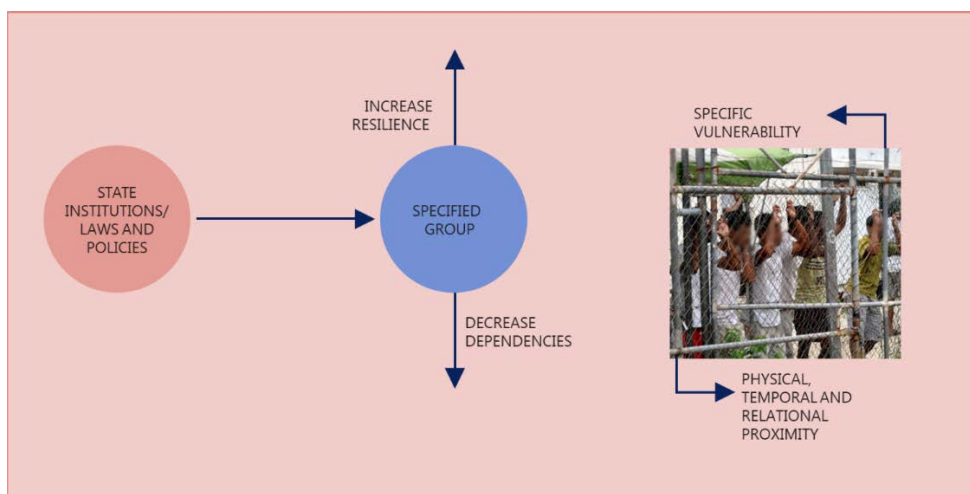 STATE
INSTITUTIONS/
LAWS AND
POLICIES
INCREASE
RESILIENCE
SPECIFIED
GROUP
DECREASE
DEPENDENCIES
SPECIFIC
VULNERABILITY
PHYSICAL,
TEMPORAL AND
RELATIONAL
PROXIMITY